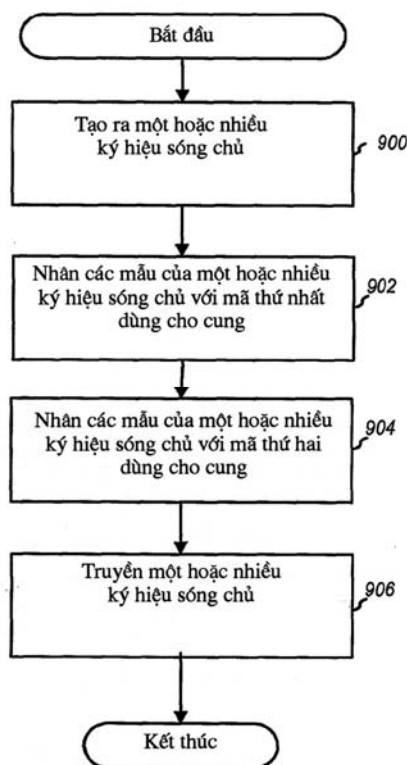 Bắt đầu
Tạo ra một hoặc nhiều
ký hiệu sóng chủ
900
Nhân các mẫu của một hoặc nhiều
ký hiệu sóng chủ với mã thứ nhất
dùng cho cung
902
Nhân các mẫu của một hoặc nhiều
ký hiệu sóng chủ với mã thứ hai
dùng cho cung
904
Truyền một hoặc nhiều
ký hiệu sóng chủ
906
Kết thúc